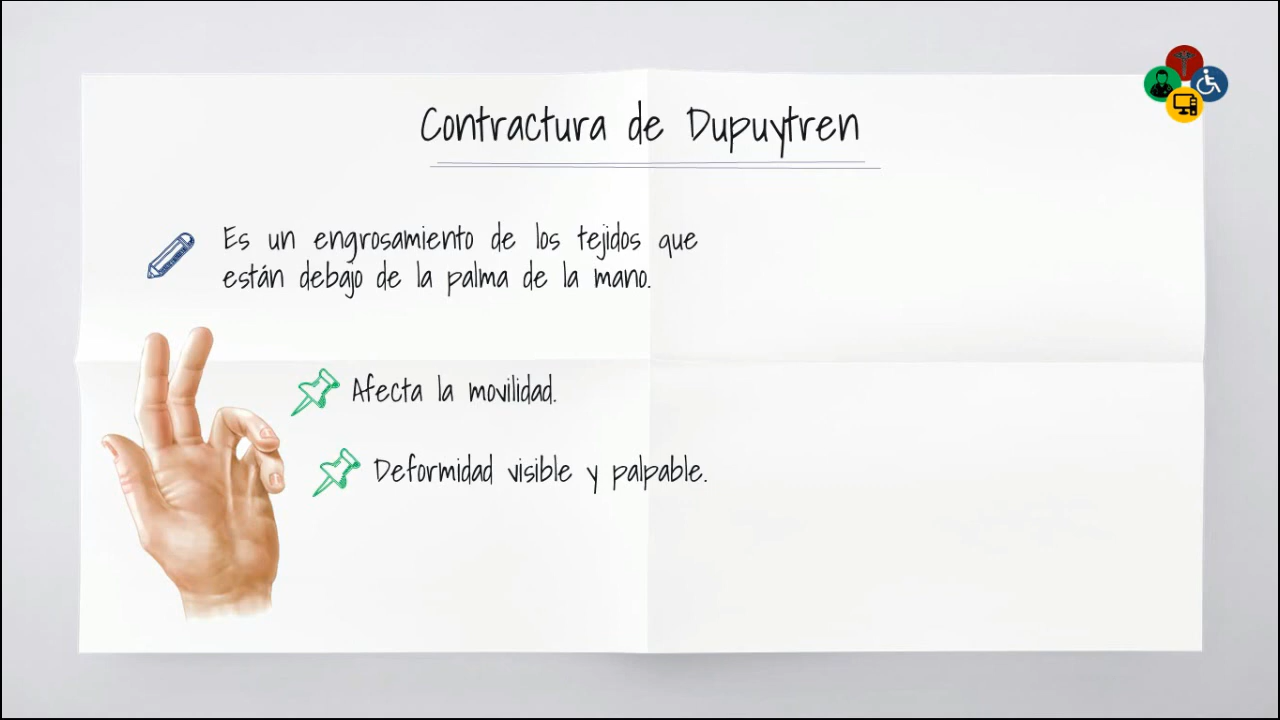 Contractura de Dupuytren
Es un engrosamiento de los tejidos que
están debajo de la palma de la mano.
Afecta la movilidad.
Deformidad visible y palpable.